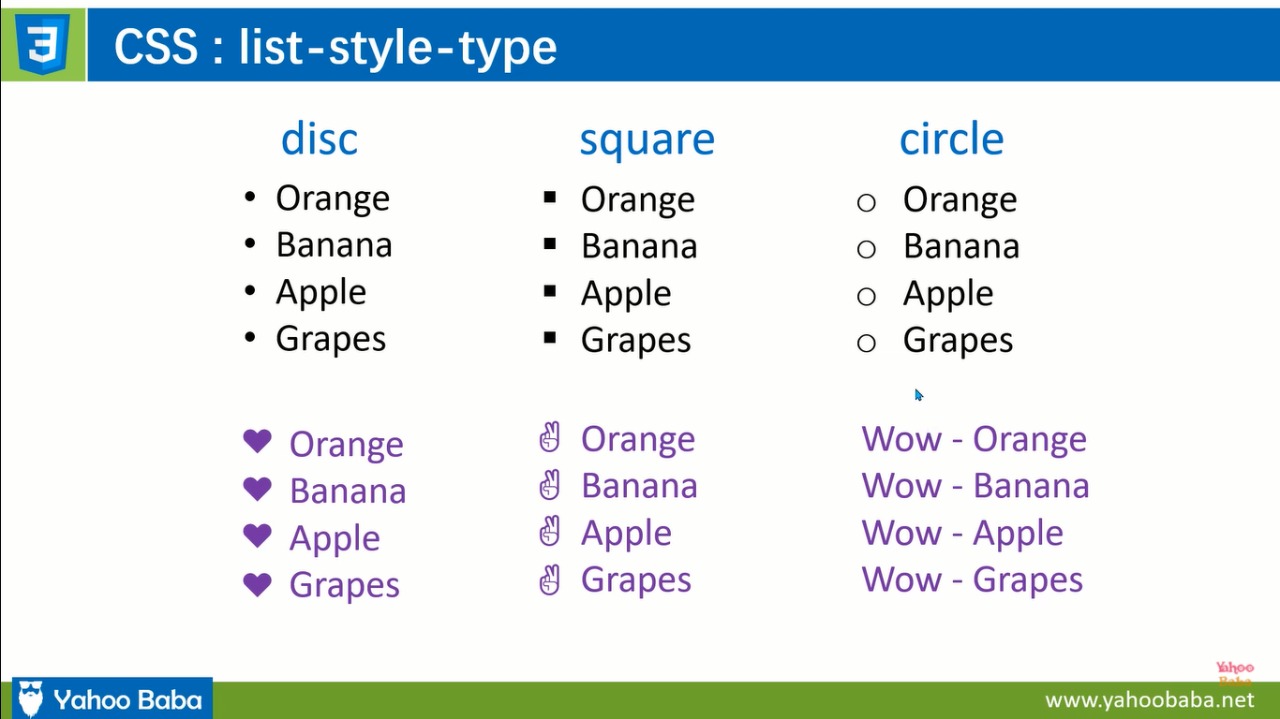 3
CSS : list-style-type
disc
• Orange
• Banana
• Apple
• Grapes
square
▪ Orange
▪ Banana
▪ Apple
▪ Grapes
circle
o Orange
o Banana
o Apple
o Grapes
♥ Orange
♥ Banana
♥ Apple
♥ Grapes
✌ Orange
✌ Banana
✌ Apple
✌ Grapes
Wow - Orange
Wow - Banana
Wow - Apple
Wow - Grapes
Yahoo
Baba
Yahoo Baba
www.yahoobaba.net